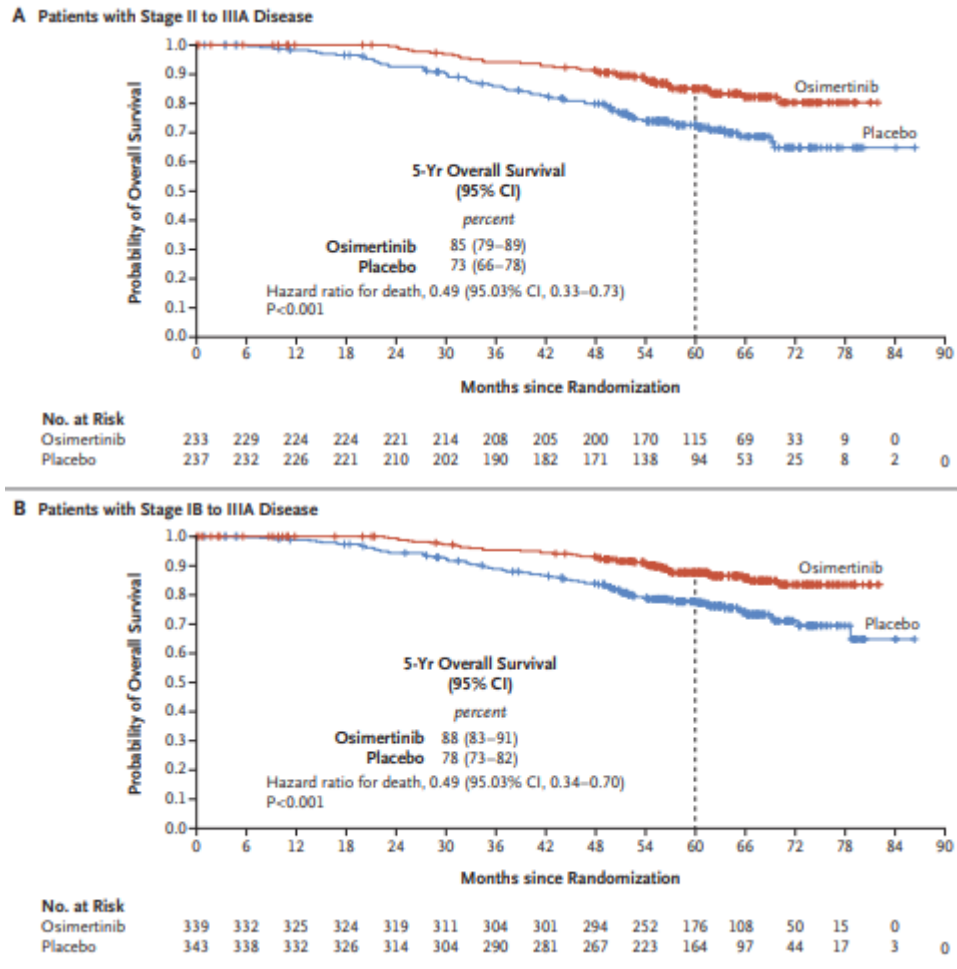 A Patients with Stage II to IIIA Disease
Probability of Overall Survival
1.0
0.9
0.8
0.7
0.6
0.5
0.4
0.3
0.2
0.1
0.0
Osimertinib
Placebo
5-Yr Overall Survival
(95% CI)
percent
Osimertinib 85 (79–89)
Placebo 73 (66–78)
Hazard ratio for death, 0.49 (95.03% CI, 0.33–0.73)
P<0.001
0 6 12 18 24 30 36 42 48 54 60 66 72 78 84 90
Months since Randomization
No. at Risk
Osimertinib 233 229 224 224 221 214 208 205 200 170 115 69 33 9 0
Placebo 237 232 226 221 210 202 190 182 171 138 94 53 25 8 2 0
B Patients with Stage IB to IIIA Disease
Probability of Overall Survival
1.0
0.9
0.8
0.7
0.6
0.5
0.4
0.3
0.2
0.1
0.0
Osimertinib
Placebo
5-Yr Overall Survival
(95% CI)
percent
Osimertinib 88 (83–91)
Placebo 78 (73–82)
Hazard ratio for death, 0.49 (95.03% CI, 0.34–0.70)
P<0.001
0 6 12 18 24 30 36 42 48 54 60 66 72 78 84 90
Months since Randomization
No. at Risk
Osimertinib 339 332 325 324 319 311 304 301 294 252 176 108 50 15 0
Placebo 343 338 332 326 314 304 290 281 267 223 164 97 44 17 3 0